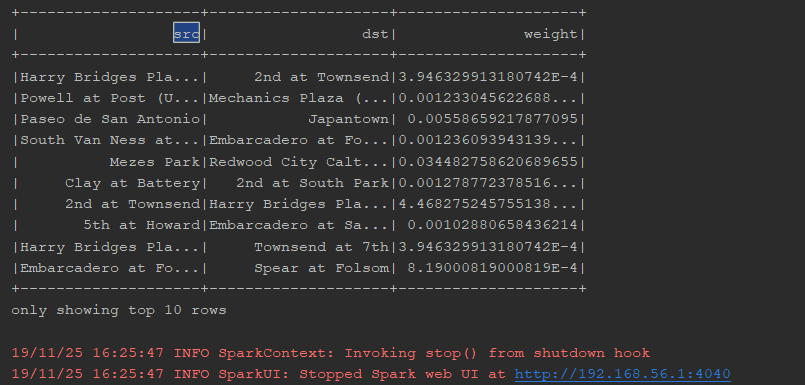 +--------------------+--------------------+--------------------+
|                 src|                 dst|              weight|
+--------------------+--------------------+--------------------+
|Harry Bridges Pla...|     2nd at Townsend|3.946329913180742E-4|
|Powell at Post (U...|Mechanics Plaza (...|0.001233045622688...|
|Paseo de San Antonio|           Japantown| 0.00558659217877095|
|South Van Ness at...|Embarcadero at Fo...|0.001236093943139...|
|          Mezes Park|Redwood City Calt...|0.034482758620689655|
|     Clay at Battery|   2nd at South Park|0.001278772378516...|
|     2nd at Townsend|Harry Bridges Pla...|4.468275245755138...|
|       5th at Howard|Embarcadero at Sa...| 0.00102880658436214|
|Harry Bridges Pla...|     Townsend at 7th|3.946329913180742E-4|
|Embarcadero at Fo...|     Spear at Folsom| 8.19000819000819E-4|
+--------------------+--------------------+--------------------+
only showing top 10 rows
19/11/25 16:25:47 INFO SparkContext: Invoking stop() from shutdown hook
19/11/25 16:25:47 INFO SparkUI: Stopped Spark web UI at http://192.168.56.1:4040